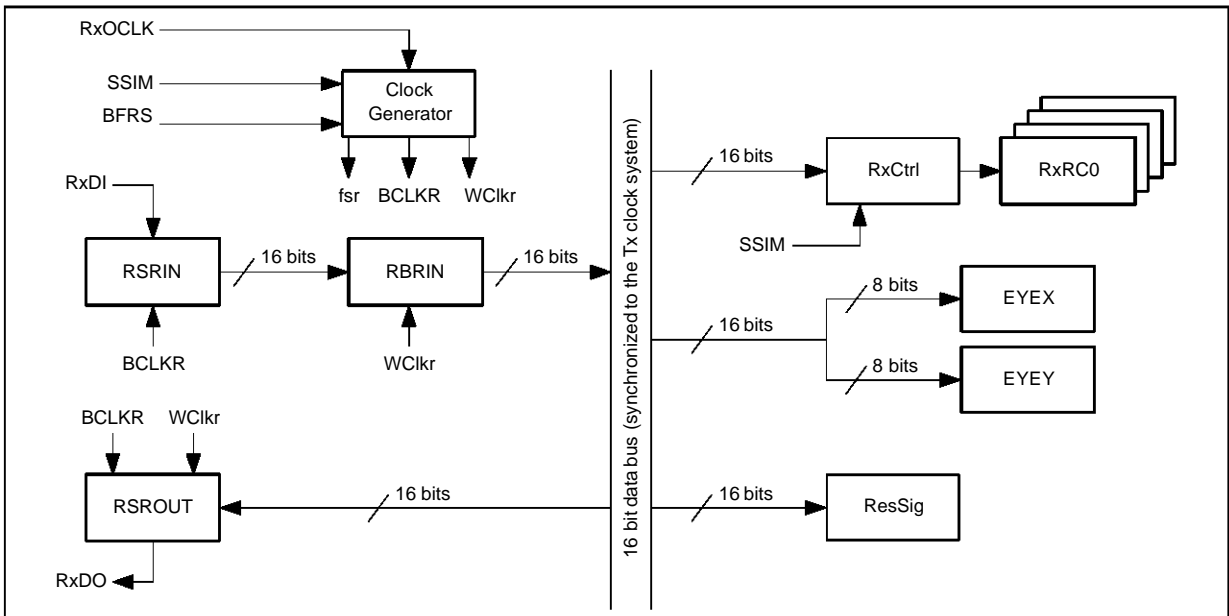 RxOCLK
SSIM
BFRS
Clock
Generator
fsr
BCLKR
WClkr
RxDI
RSRIN
16 bits
RBRIN
16 bits
BCLKR
WClkr
BCLKR
WClkr
RSROUT
16 bits
RxDO
16 bit data bus (synchronized to the Tx clock system)
16 bits
RxCtrl
RxRC0
SSIM
16 bits
8 bits
EYEX
8 bits
EYEY
16 bits
ResSig